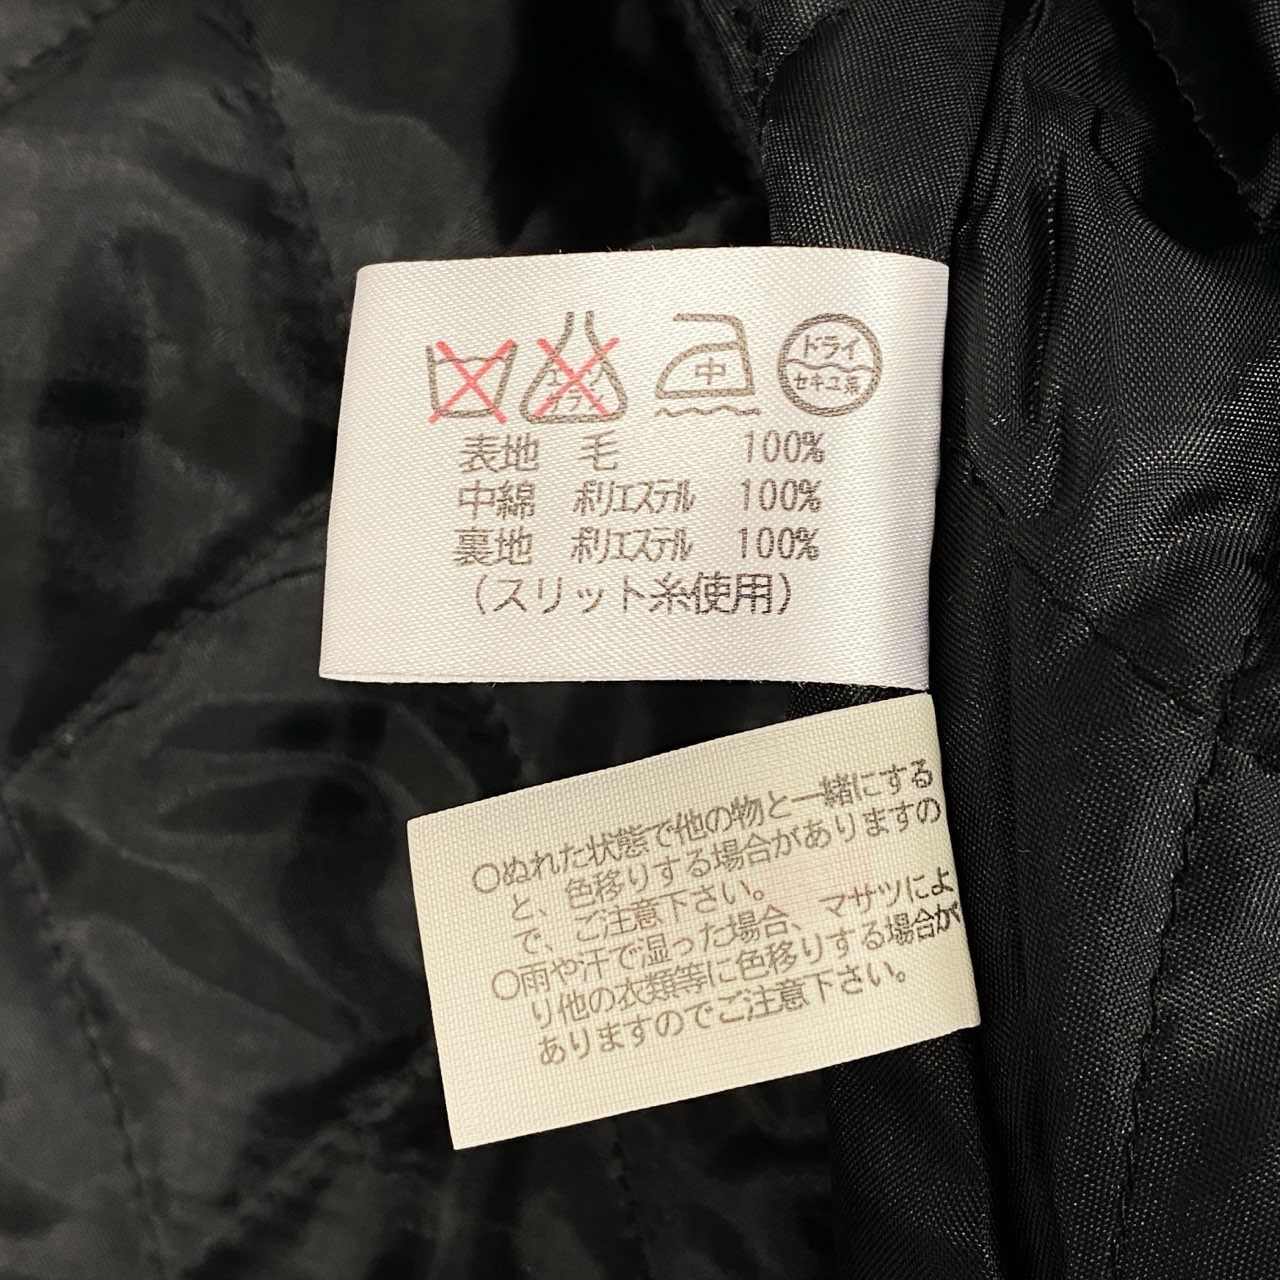 エンソ
オフ
中
ドライ
セキユ系
表地 毛 100%
中綿 ポリエステル 100%
裏地 ポリエステル 100%
(スリット糸使用)
○ぬれた状態で他の物と一緒にする
と、色移りする場合がありますの
で、ご注意下さい。
○雨や汗で湿った場合、マサツによ
り他の衣類等に色移りする場合が
ありますのでご注意下さい。